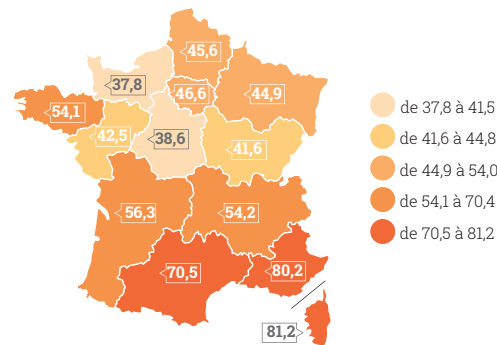 45,6
37,8
46,6
44,9
54,1
42,5
38,6
41,6
56,3
54,2
70,5
80,2
81,2
de 37,8 à 41,5
de 41,6 à 44,8
de 44,9 à 54,0
de 54,1 à 70,4
de 70,5 à 81,2